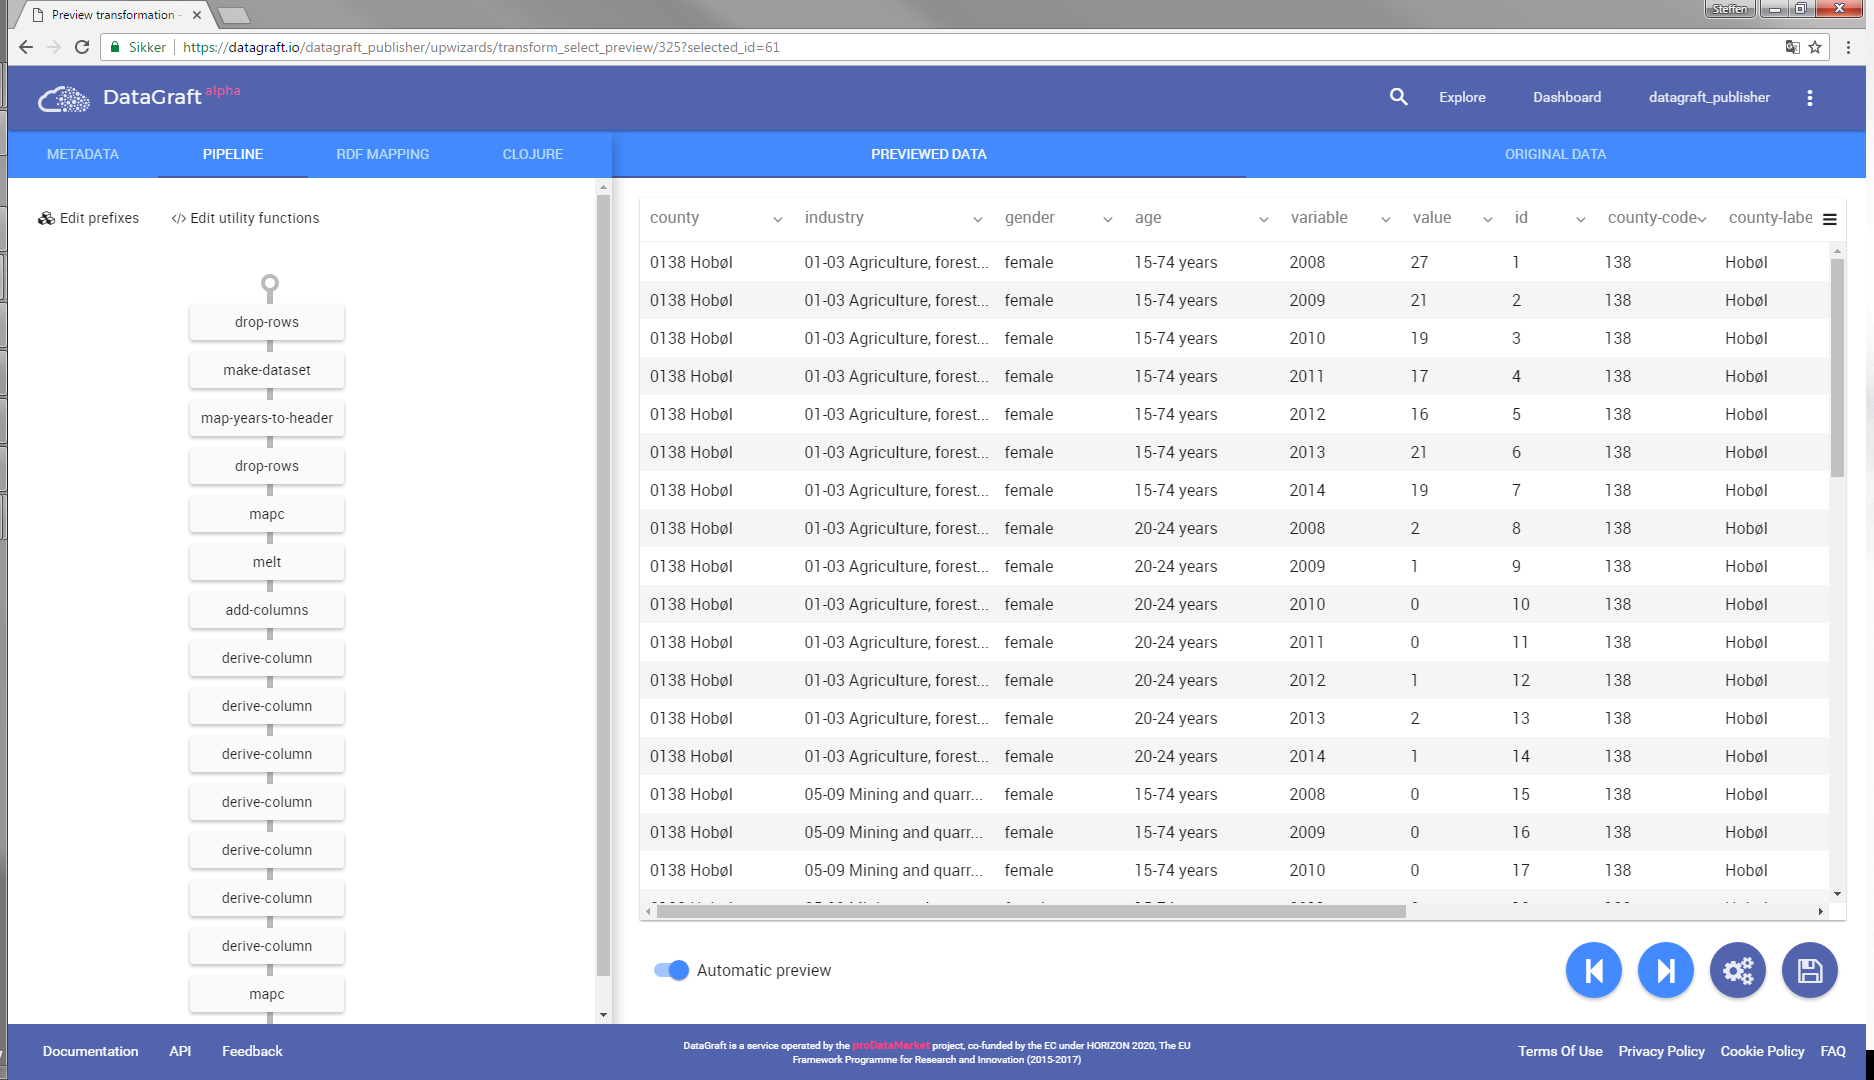 Preview transformation -
Steffen
Sikker https://datagraft.io/datagraft_publisher/upwizards/transform_select_preview/325?selected_id=61
DataGraft alpha
Explore Dashboard datagraft_publisher
METADATA PIPELINE RDF MAPPING CLOJURE PREVIEWED DATA ORIGINAL DATA
Edit prefixes </> Edit utility functions
drop-rows
make-dataset
map-years-to-header
drop-rows
mapc
melt
add-columns
derive-column
derive-column
derive-column
derive-column
derive-column
derive-column
derive-column
mapc
county industry gender age variable value id county-code county-labe
0138 Hobøl 01-03 Agriculture, forest... female 15-74 years 2008 27 1 138 Hobøl
0138 Hobøl 01-03 Agriculture, forest... female 15-74 years 2009 21 2 138 Hobøl
0138 Hobøl 01-03 Agriculture, forest... female 15-74 years 2010 19 3 138 Hobøl
0138 Hobøl 01-03 Agriculture, forest... female 15-74 years 2011 17 4 138 Hobøl
0138 Hobøl 01-03 Agriculture, forest... female 15-74 years 2012 16 5 138 Hobøl
0138 Hobøl 01-03 Agriculture, forest... female 15-74 years 2013 21 6 138 Hobøl
0138 Hobøl 01-03 Agriculture, forest... female 15-74 years 2014 19 7 138 Hobøl
0138 Hobøl 01-03 Agriculture, forest... female 20-24 years 2008 2 8 138 Hobøl
0138 Hobøl 01-03 Agriculture, forest... female 20-24 years 2009 1 9 138 Hobøl
0138 Hobøl 01-03 Agriculture, forest... female 20-24 years 2010 0 10 138 Hobøl
0138 Hobøl 01-03 Agriculture, forest... female 20-24 years 2011 0 11 138 Hobøl
0138 Hobøl 01-03 Agriculture, forest... female 20-24 years 2012 1 12 138 Hobøl
0138 Hobøl 01-03 Agriculture, forest... female 20-24 years 2013 2 13 138 Hobøl
0138 Hobøl 01-03 Agriculture, forest... female 20-24 years 2014 1 14 138 Hobøl
0138 Hobøl 05-09 Mining and quarr... female 15-74 years 2008 0 15 138 Hobøl
0138 Hobøl 05-09 Mining and quarr... female 15-74 years 2009 0 16 138 Hobøl
0138 Hobøl 05-09 Mining and quarr... female 15-74 years 2010 0 17 138 Hobøl
Automatic preview
Documentation API Feedback
DataGraft is a service operated by the proDataMarket project, co-funded by the EC under HORIZON 2020, The EU
Framework Programme for Research and Innovation (2015-2017)
Terms Of Use Privacy Policy Cookie Policy FAQ